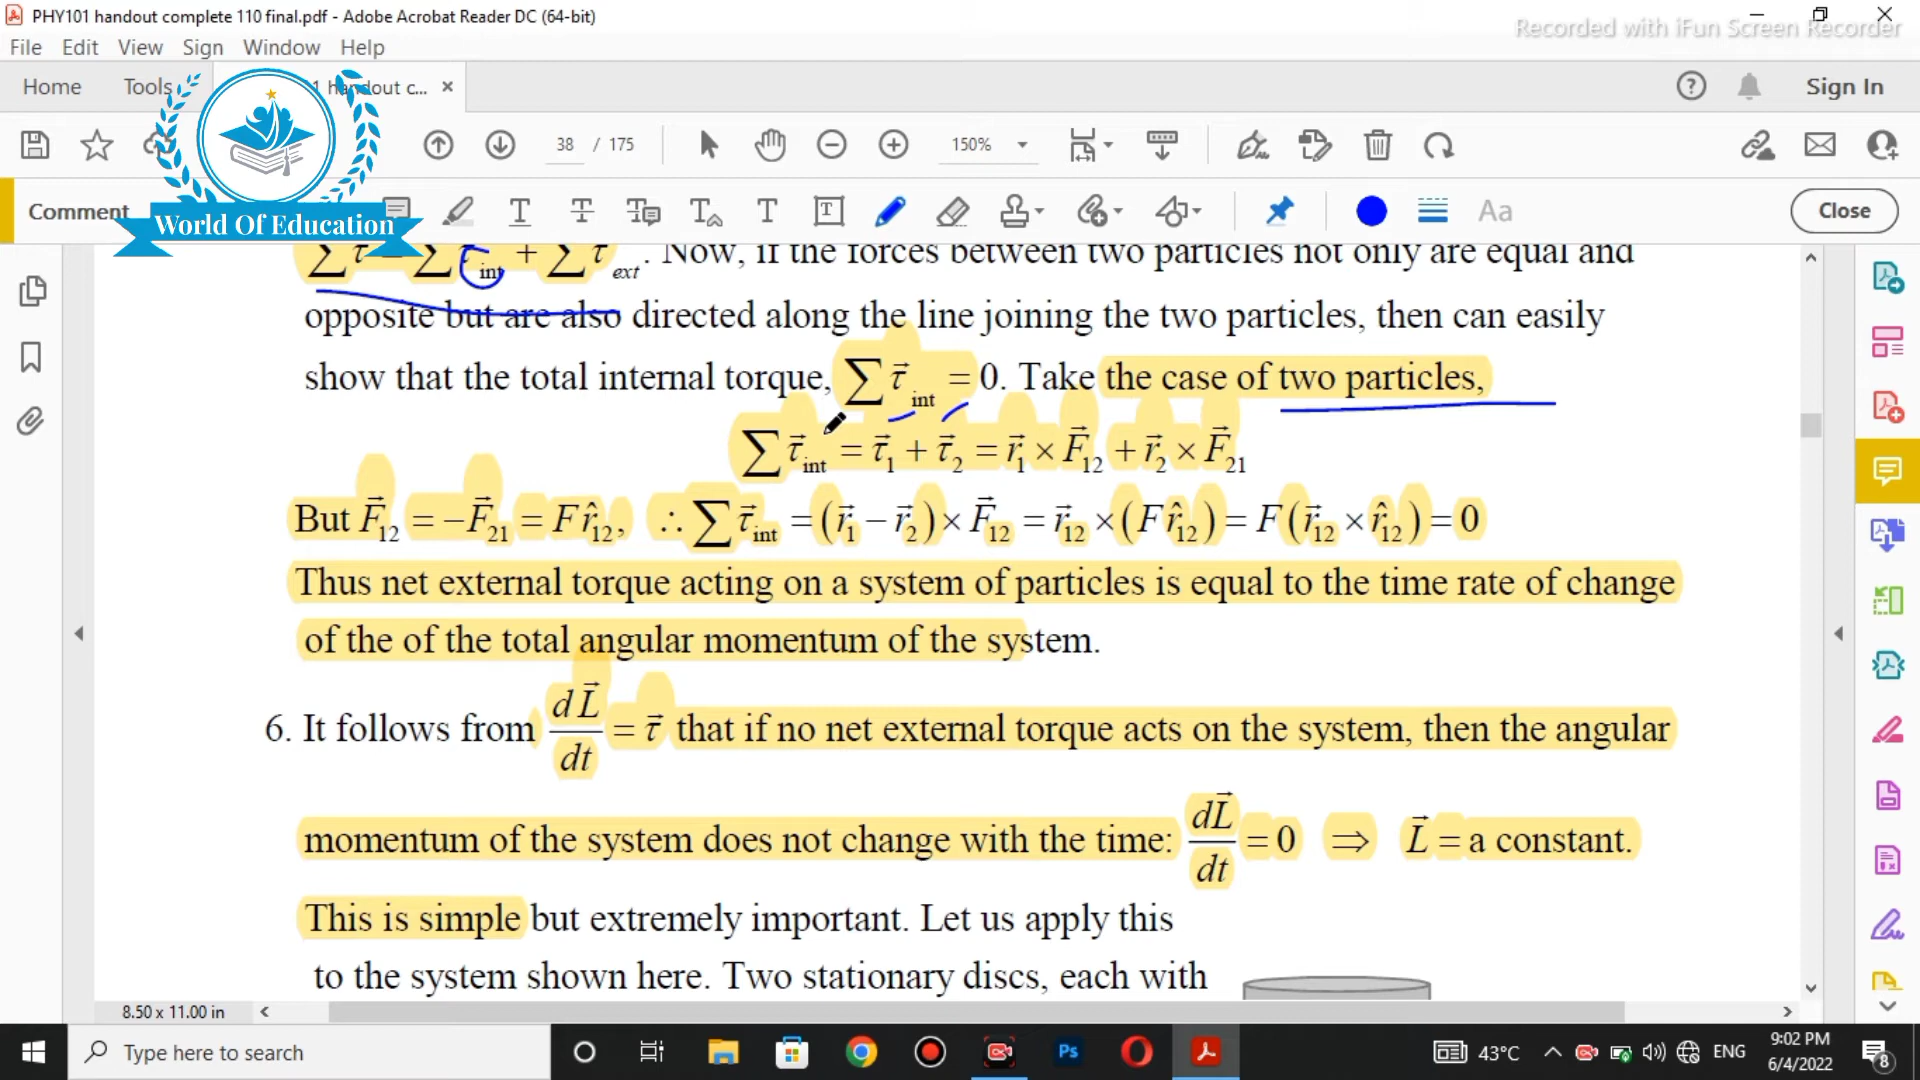 PHY101 handout complete 110 final.pdf - Adobe Acrobat Reader DC (64-bit)
Recorded with iFun Screen Recorder
File Edit View Sign Window Help
Home Tools 1 handout c... × Sign In
38 / 175 150%
Comment Close
World Of Education
∑ τ = ∑ τ int + ∑ τ ext. Now, if the forces between two particles not only are equal and
opposite but are also directed along the line joining the two particles, then can easily
show that the total internal torque, ∑ τ⃗ int = 0. Take the case of two particles,
∑ τ⃗ int = τ⃗1 + τ⃗2 = r⃗1 × F⃗12 + r⃗2 × F⃗21
But F⃗12 = −F⃗21 = F r̂12, ∴ ∑ τ⃗ int = (r⃗1 − r⃗2) × F⃗12 = r⃗12 × (F r̂12) = F (r⃗12 × r̂12) = 0
Thus net external torque acting on a system of particles is equal to the time rate of change
of the of the total angular momentum of the system.
6. It follows from dL⃗/dt = τ⃗ that if no net external torque acts on the system, then the angular
momentum of the system does not change with the time: dL⃗/dt = 0 ⇒ L⃗ = a constant.
This is simple but extremely important. Let us apply this
to the system shown here. Two stationary discs, each with
8.50 x 11.00 in
Type here to search
Ps
43°C ENG
9:02 PM
6/4/2022
8